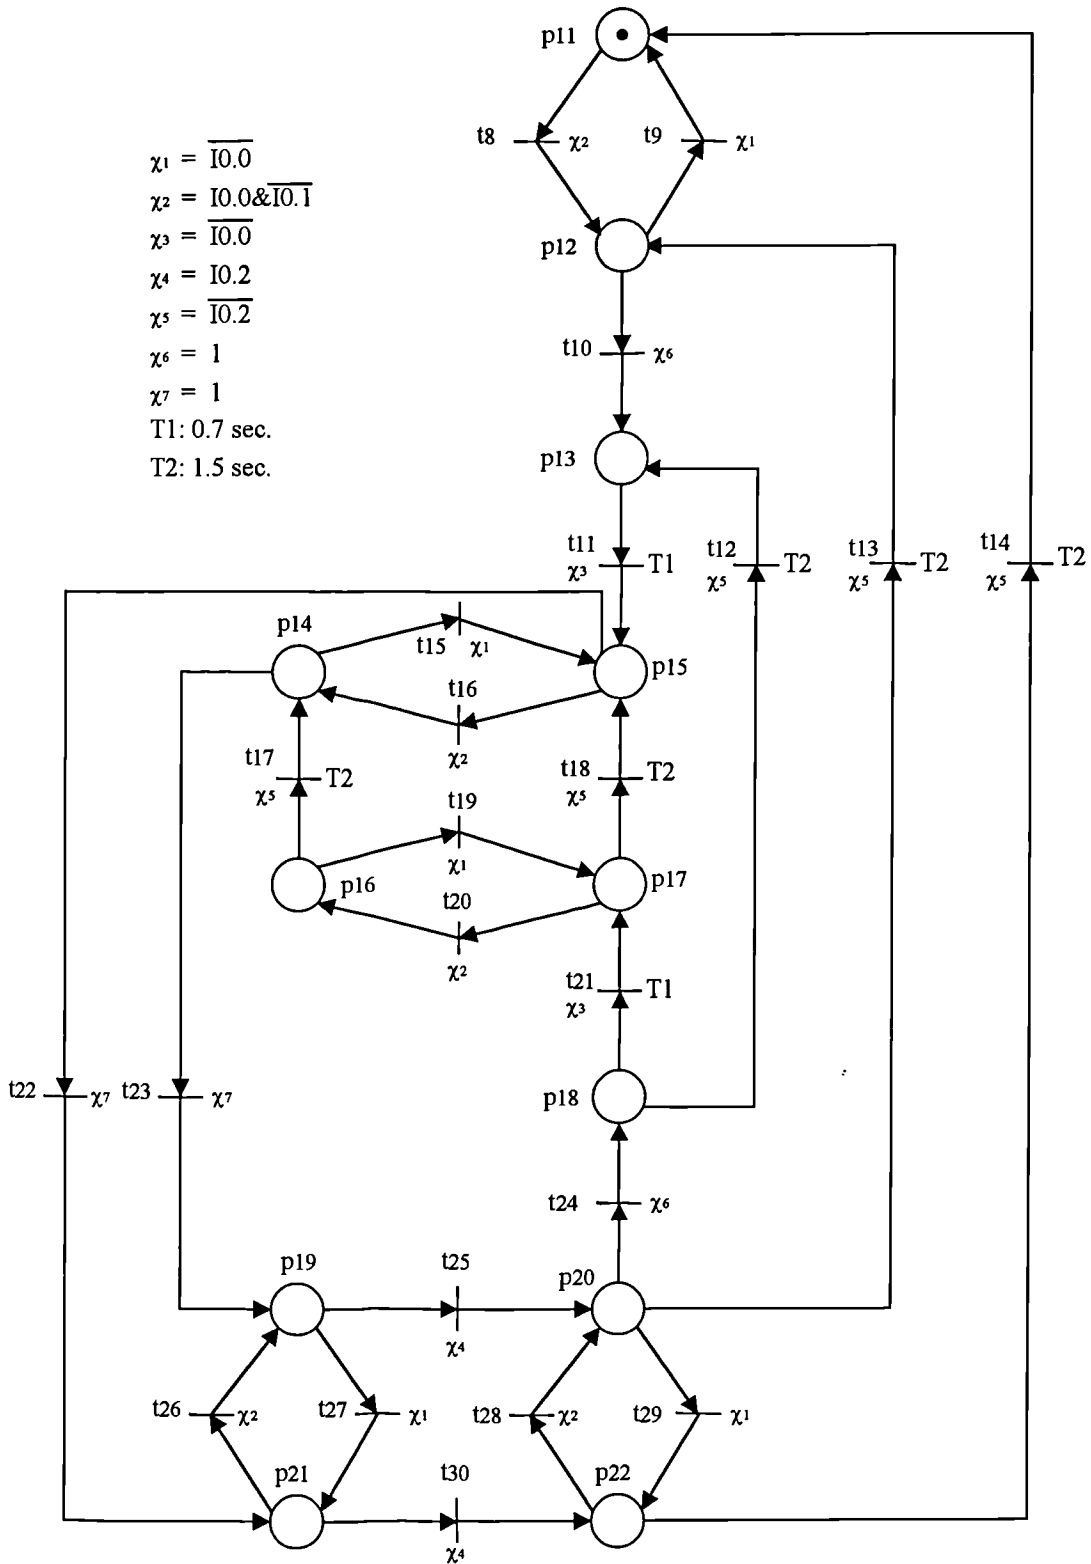 p11
t8 χ2 t9 χ1
χ1 = I̅0̅.̅0̅
χ2 = I0.0&I̅0̅.̅1̅
χ3 = I̅0̅.̅0̅
χ4 = I0.2
χ5 = I̅0̅.̅2̅
χ6 = 1
χ7 = 1
T1: 0.7 sec.
T2: 1.5 sec.
p12
t10 χ6
p13
t11 χ3 T1
t12 χ5 T2
t13 χ5 T2
t14 χ5 T2
p14
t15 χ1
p15
t16
χ2
t17 χ5 T2
t18 χ5 T2
t19
χ1
p16
p17
t20
χ2
t21 χ3 T1
t22 χ7 t23 χ7
p18
t24 χ6
p19
t25
χ4
p20
t26 χ2 t27 χ1
t28 χ2 t29 χ1
p21
t30
χ4
p22